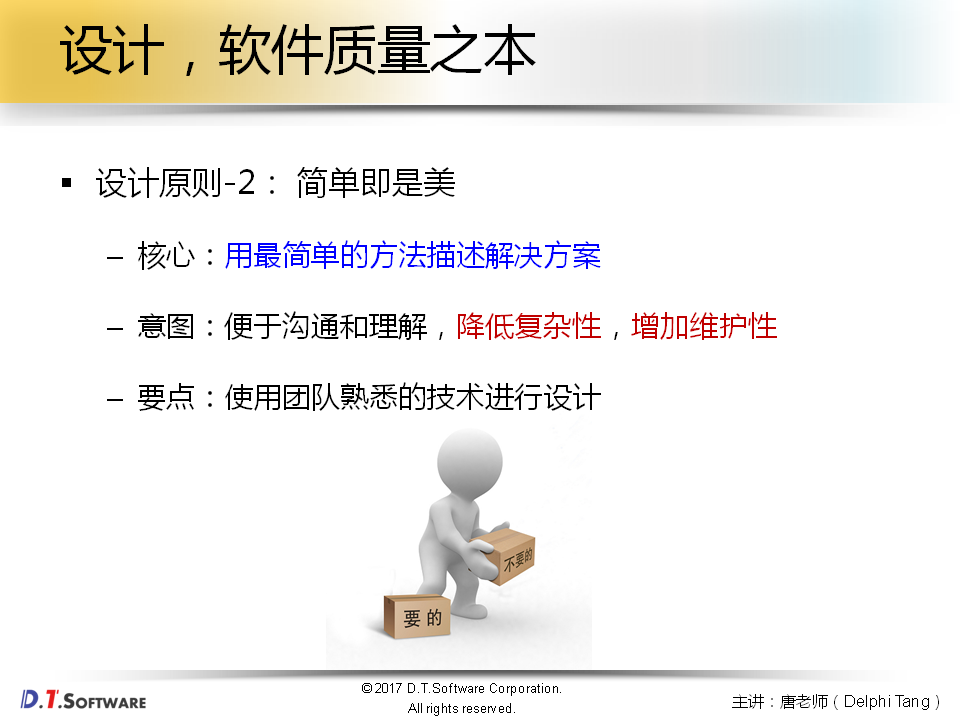 设计，软件质量之本
▪ 设计原则-2： 简单即是美
– 核心：用最简单的方法描述解决方案
– 意图：便于沟通和理解，降低复杂性，增加维护性
– 要点：使用团队熟悉的技术进行设计
不要的
要的
©2017 D.T.Software Corporation.
All rights reserved.
D.T.SOFTWARE
主讲：唐老师（Delphi Tang）